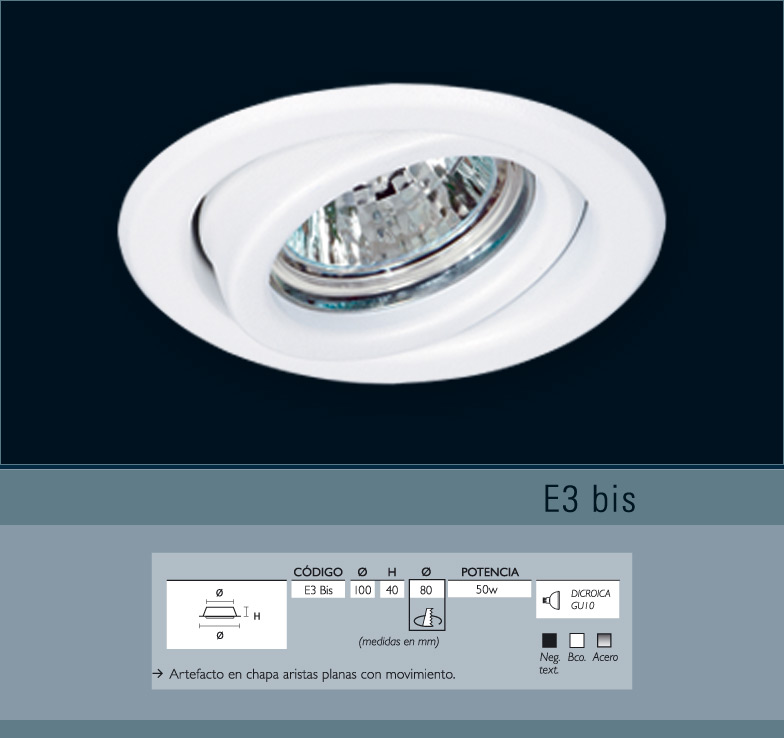 E3 bis
CÓDIGO Ø H Ø POTENCIA
E3 Bis 100 40 80 50w
Ø
H
Ø
DICROICA
GU10
(medidas en mm)
Neg. text. Bco. Acero
→ Artefacto en chapa aristas planas con movimiento.